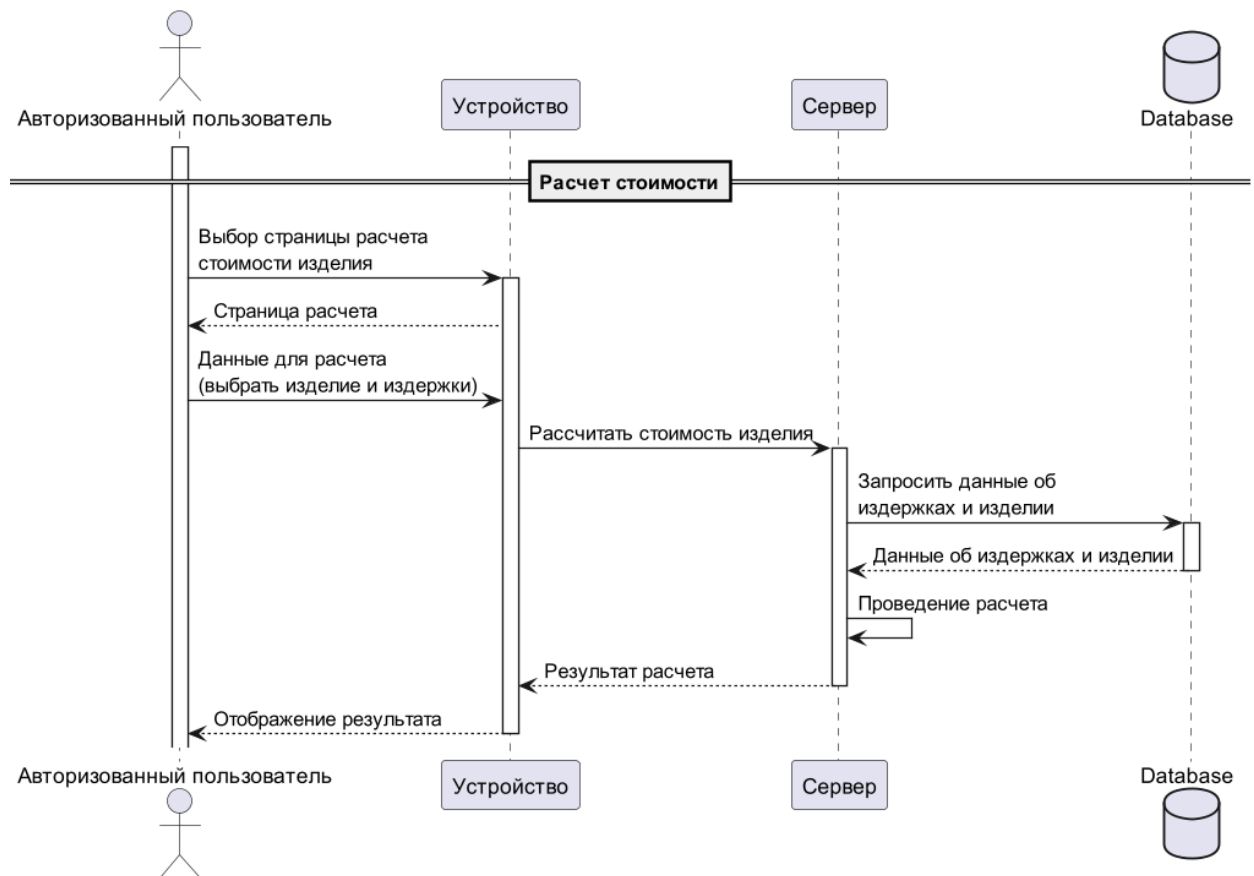 Авторизованный пользователь
Устройство
Сервер
Database
Расчет стоимости
Выбор страницы расчета
стоимости изделия
Страница расчета
Данные для расчета
(выбрать изделие и издержки)
Рассчитать стоимость изделия
Запросить данные об
издержках и изделии
Данные об издержках и изделии
Проведение расчета
Результат расчета
Отображение результата
Авторизованный пользователь
Устройство
Сервер
Database